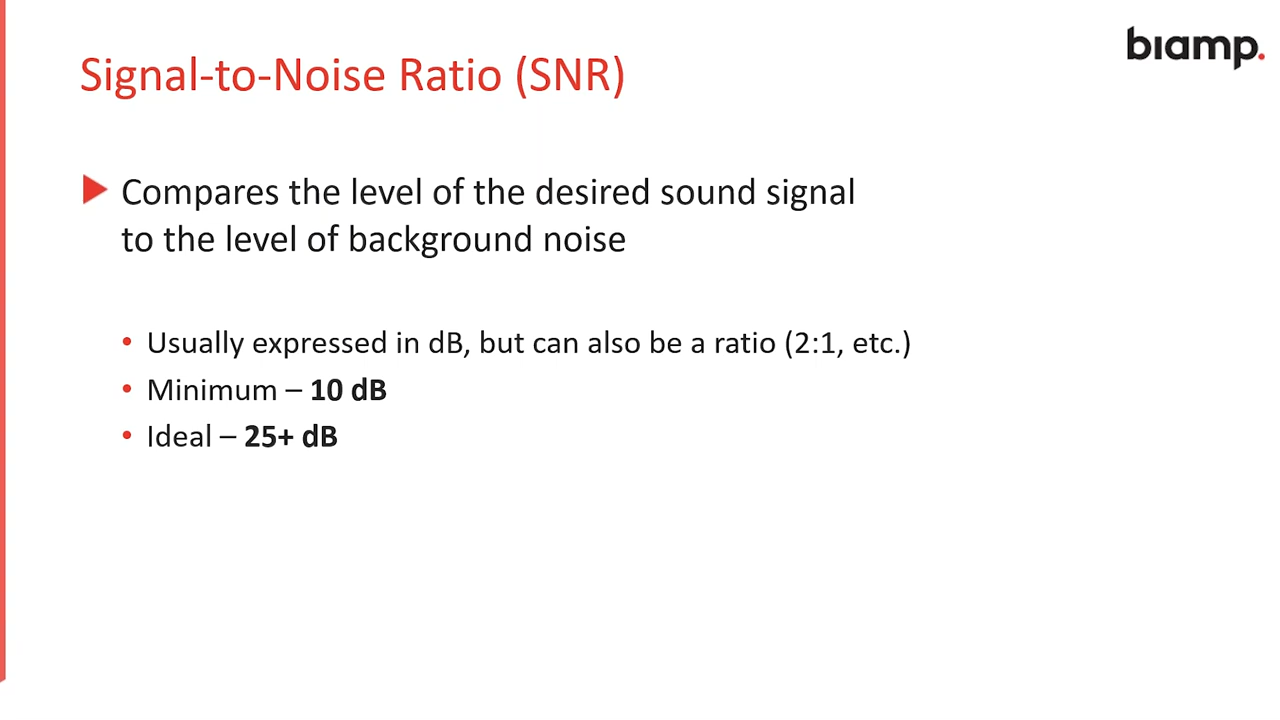 biamp.
Signal-to-Noise Ratio (SNR)
Compares the level of the desired sound signal
to the level of background noise
• Usually expressed in dB, but can also be a ratio (2:1, etc.)
• Minimum – 10 dB
• Ideal – 25+ dB